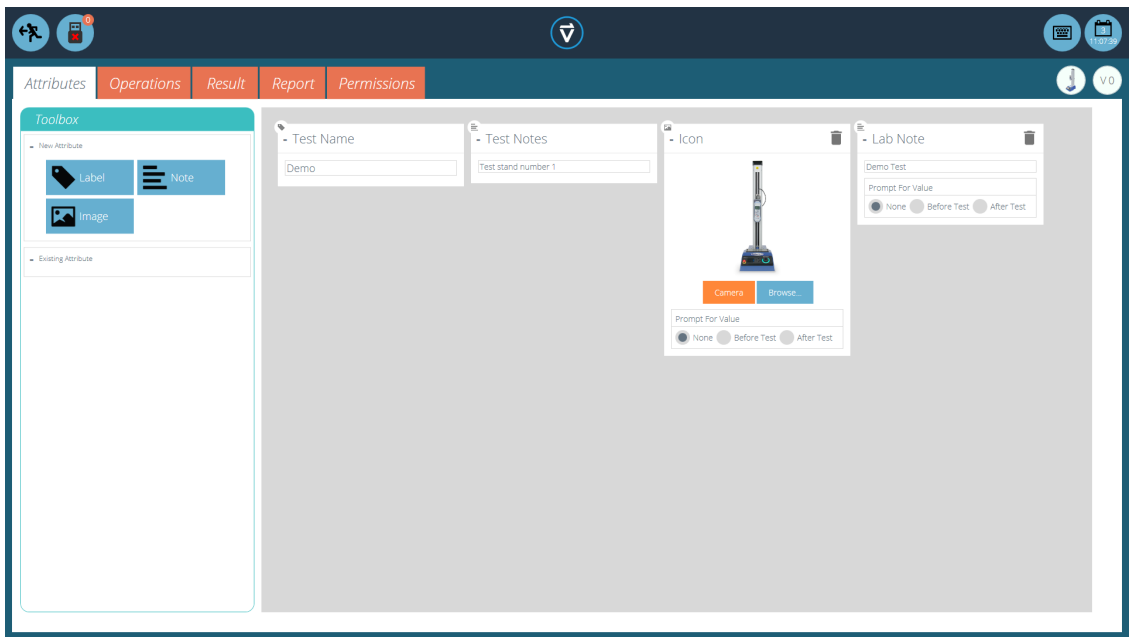 0
3
11:07:39
Attributes
Operations
Result
Report
Permissions
V 0
Toolbox
- New Attribute
Label
Note
Image
- Existing Attribute
- Test Name
Demo
- Test Notes
Test stand number 1
- Icon
Camera
Browse...
Prompt For Value
None
Before Test
After Test
- Lab Note
Demo Test
Prompt For Value
None
Before Test
After Test